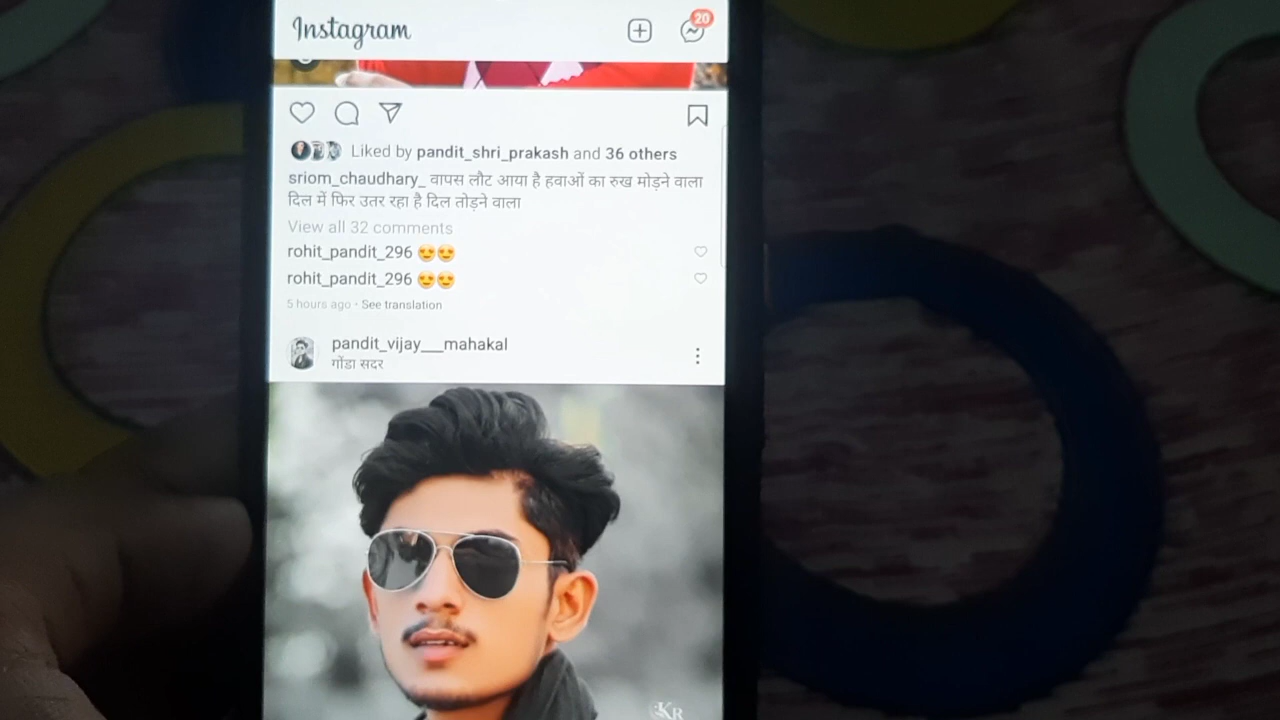 Instagram
20
Liked by pandit_shri_prakash and 36 others
sriom_chaudhary_ वापस लौट आया है हवाओं का रुख मोड़ने वाला
दिल में फिर उतर रहा है दिल तोड़ने वाला
View all 32 comments
rohit_pandit_296 😍😍
rohit_pandit_296 😍😍
5 hours ago • See translation
pandit_vijay___mahakal
गोंडा सदर
KR